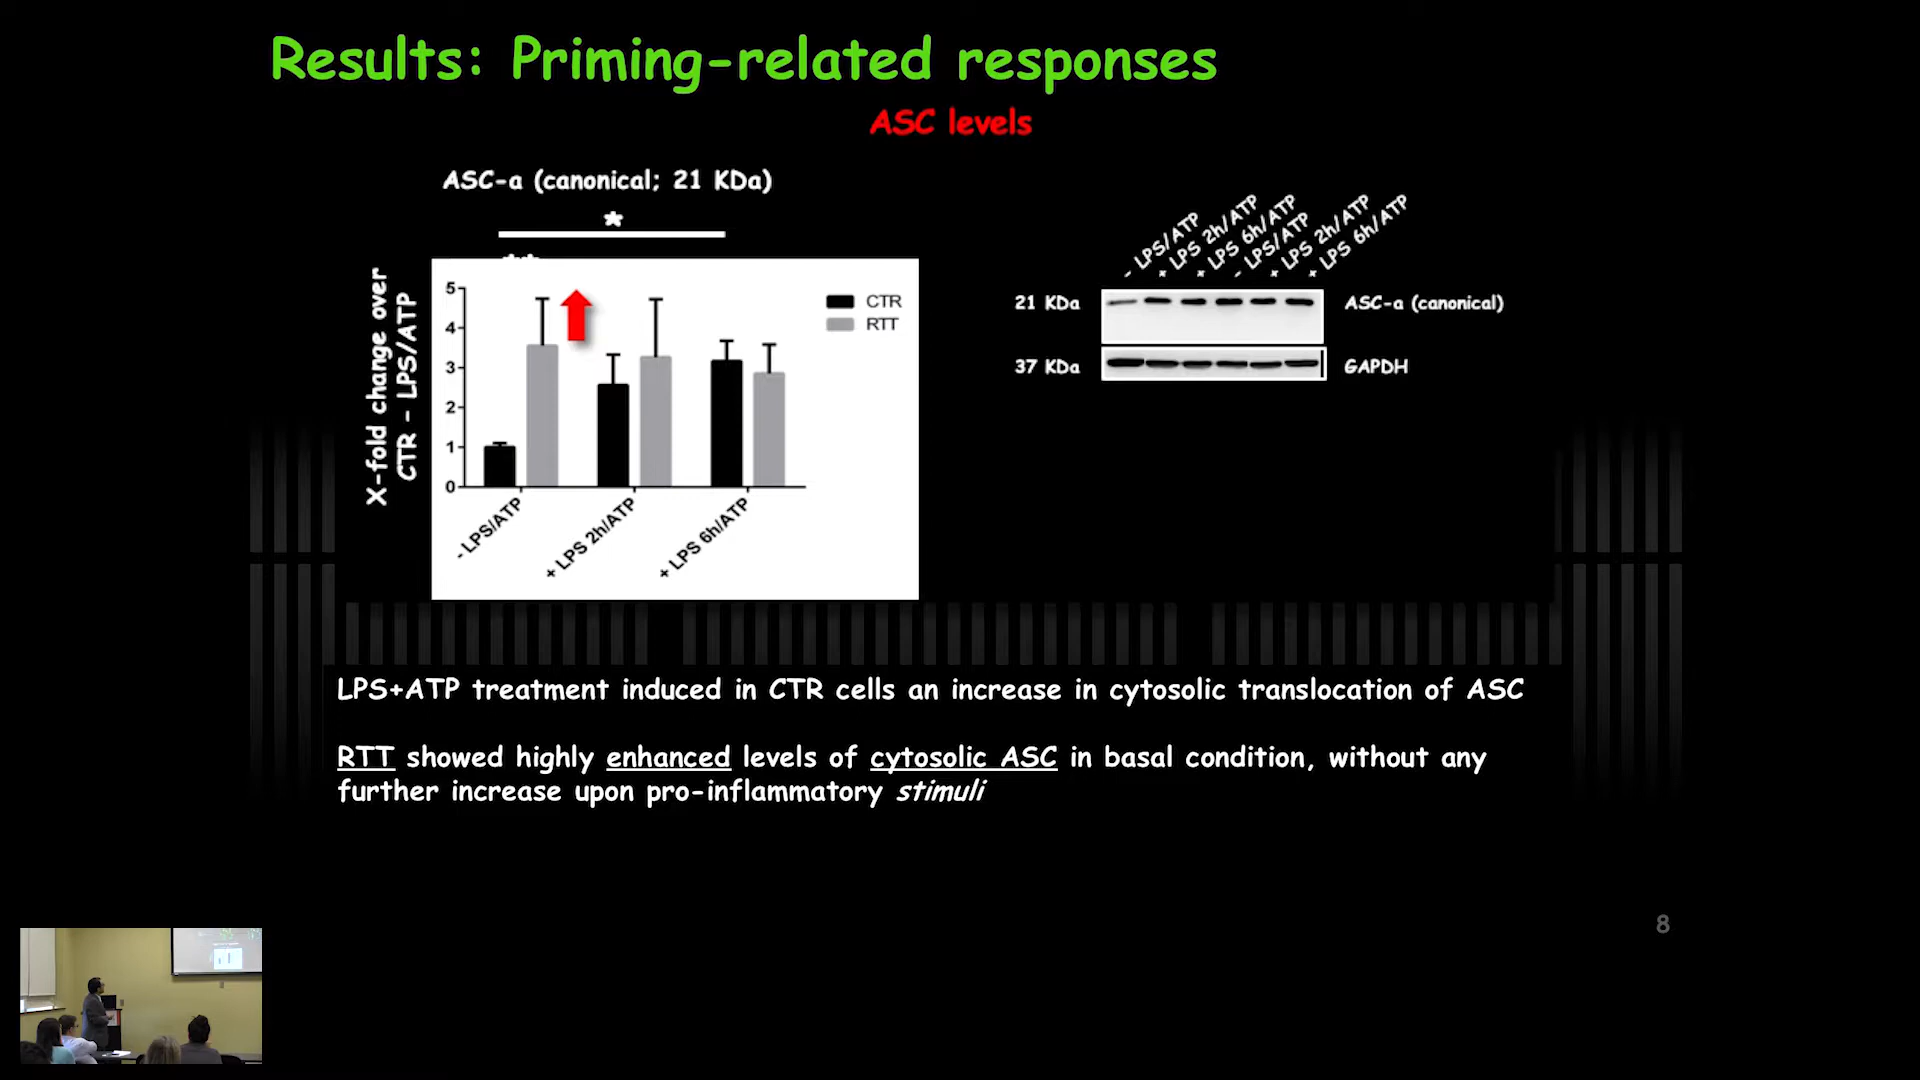 Results: Priming-related responses
ASC levels
ASC-a (canonical; 21 KDa)
*
**
X-fold change over
CTR - LPS/ATP
5
4
3
2
1
0
CTR
RTT
- LPS/ATP
+ LPS 2h/ATP
+ LPS 6h/ATP
- LPS/ATP
+ LPS 2h/ATP
+ LPS 6h/ATP
- LPS/ATP
+ LPS 2h/ATP
+ LPS 6h/ATP
21 KDa
ASC-a (canonical)
37 KDa
GAPDH
LPS+ATP treatment induced in CTR cells an increase in cytosolic translocation of ASC
RTT showed highly enhanced levels of cytosolic ASC in basal condition, without any
further increase upon pro-inflammatory stimuli
8